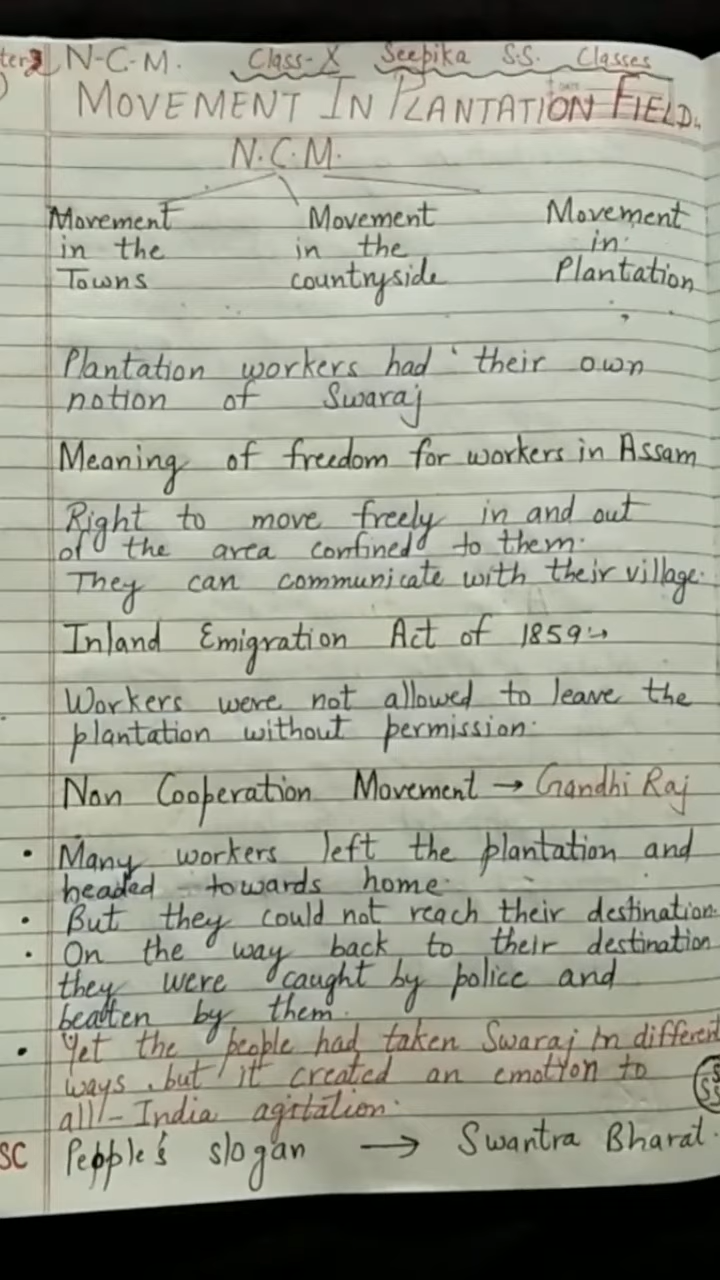 N-C-M. Class-X Seepika S.S. Classes
MOVEMENT IN PLANTATION FIELD.
N.C.M.
Movement in the Towns
Movement in the countryside
Movement in Plantation
Plantation workers had their own
notion of Swaraj
Meaning of freedom for workers in Assam
Right to move freely in and out
of the area confined to them.
They can communicate with their village.
Inland Emigration Act of 1859
Workers were not allowed to leave the
plantation without permission.
Non Cooperation Movement → Gandhi Raj
• Many workers left the plantation and
headed towards home.
• But they could not reach their destination.
• On the way back to their destination
they were caught by police and
beaten by them.
• Yet the people had taken Swaraj in different
ways, but it created an emotion to
all-India agitation.
SC People's slogan → Swantra Bharat.